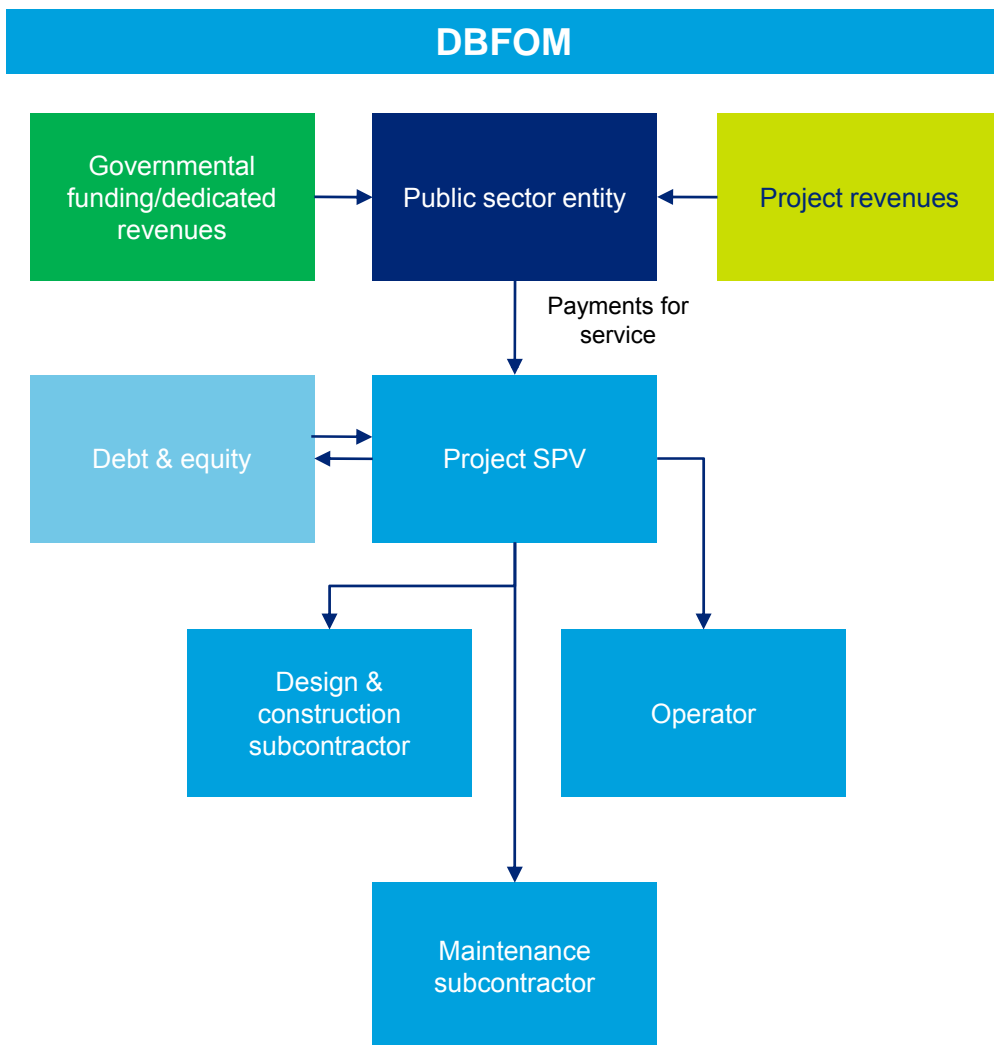 DBFOM
Governmental
funding/dedicated
revenues
Public sector entity
Project revenues
Payments for
service
Debt & equity
Project SPV
Design &
construction
subcontractor
Operator
Maintenance
subcontractor